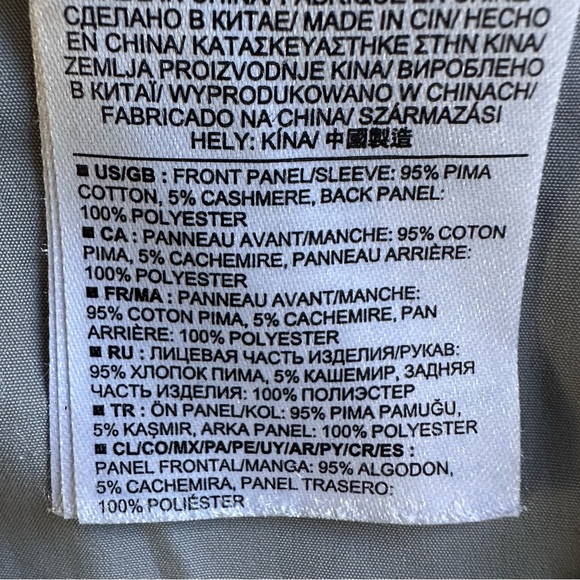 СДЕЛАНО В КИТАЕ/ MADE IN CIN/ HECHO
EN CHINA/ ΚΑΤΑΣΚΕΥΑΣΤΗΚΕ ΣΤΗΝ ΚΙΝΑ/
ZEMLJA PROIZVODNJE KINA/ ВИРОБЛЕНО
В КИТАЇ/ WYPRODUKOWANO W CHINACH/
FABRICADO NA CHINA/ SZÁRMAZÁSI
HELY: KÍNA/ 中國製造
■ US/GB : FRONT PANEL/SLEEVE: 95% PIMA
COTTON, 5% CASHMERE, BACK PANEL:
100% POLYESTER
■ CA : PANNEAU AVANT/MANCHE: 95% COTON
PIMA, 5% CACHEMIRE, PANNEAU ARRIÈRE:
100% POLYESTER
■ FR/MA : PANNEAU AVANT/MANCHE:
95% COTON PIMA, 5% CACHEMIRE, PAN
ARRIÈRE: 100% POLYESTER
■ RU : ЛИЦЕВАЯ ЧАСТЬ ИЗДЕЛИЯ/РУКАВ:
95% ХЛОПОК ПИМА, 5% КАШЕМИР, ЗАДНЯЯ
ЧАСТЬ ИЗДЕЛИЯ: 100% ПОЛИЭСТЕР
■ TR : ÖN PANEL/KOL: 95% PIMA PAMUĞU,
5% KAŞMIR, ARKA PANEL: 100% POLYESTER
■ CL/CO/MX/PA/PE/UY/AR/PY/CR/ES :
PANEL FRONTAL/MANGA: 95% ALGODON,
5% CACHEMIRA, PANEL TRASERO:
100% POLIÉSTER